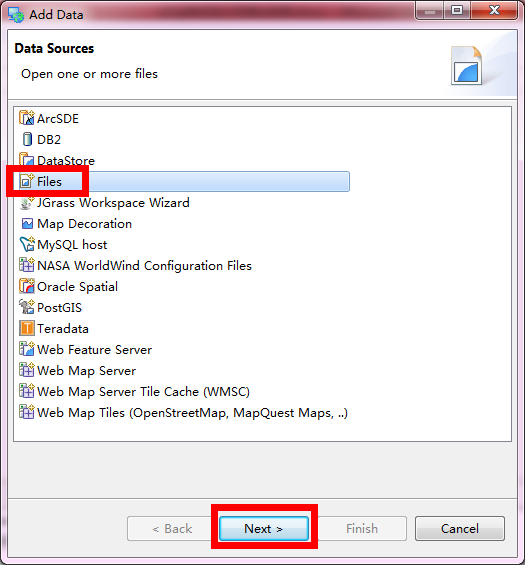 Add Data
Data Sources
Open one or more files
ArcSDE
DB2
DataStore
Files
JGrass Workspace Wizard
Map Decoration
MySQL host
NASA WorldWind Configuration Files
Oracle Spatial
PostGIS
Teradata
Web Feature Server
Web Map Server
Web Map Server Tile Cache (WMSC)
Web Map Tiles (OpenStreetMap, MapQuest Maps, ..)
< Back Next > Finish Cancel